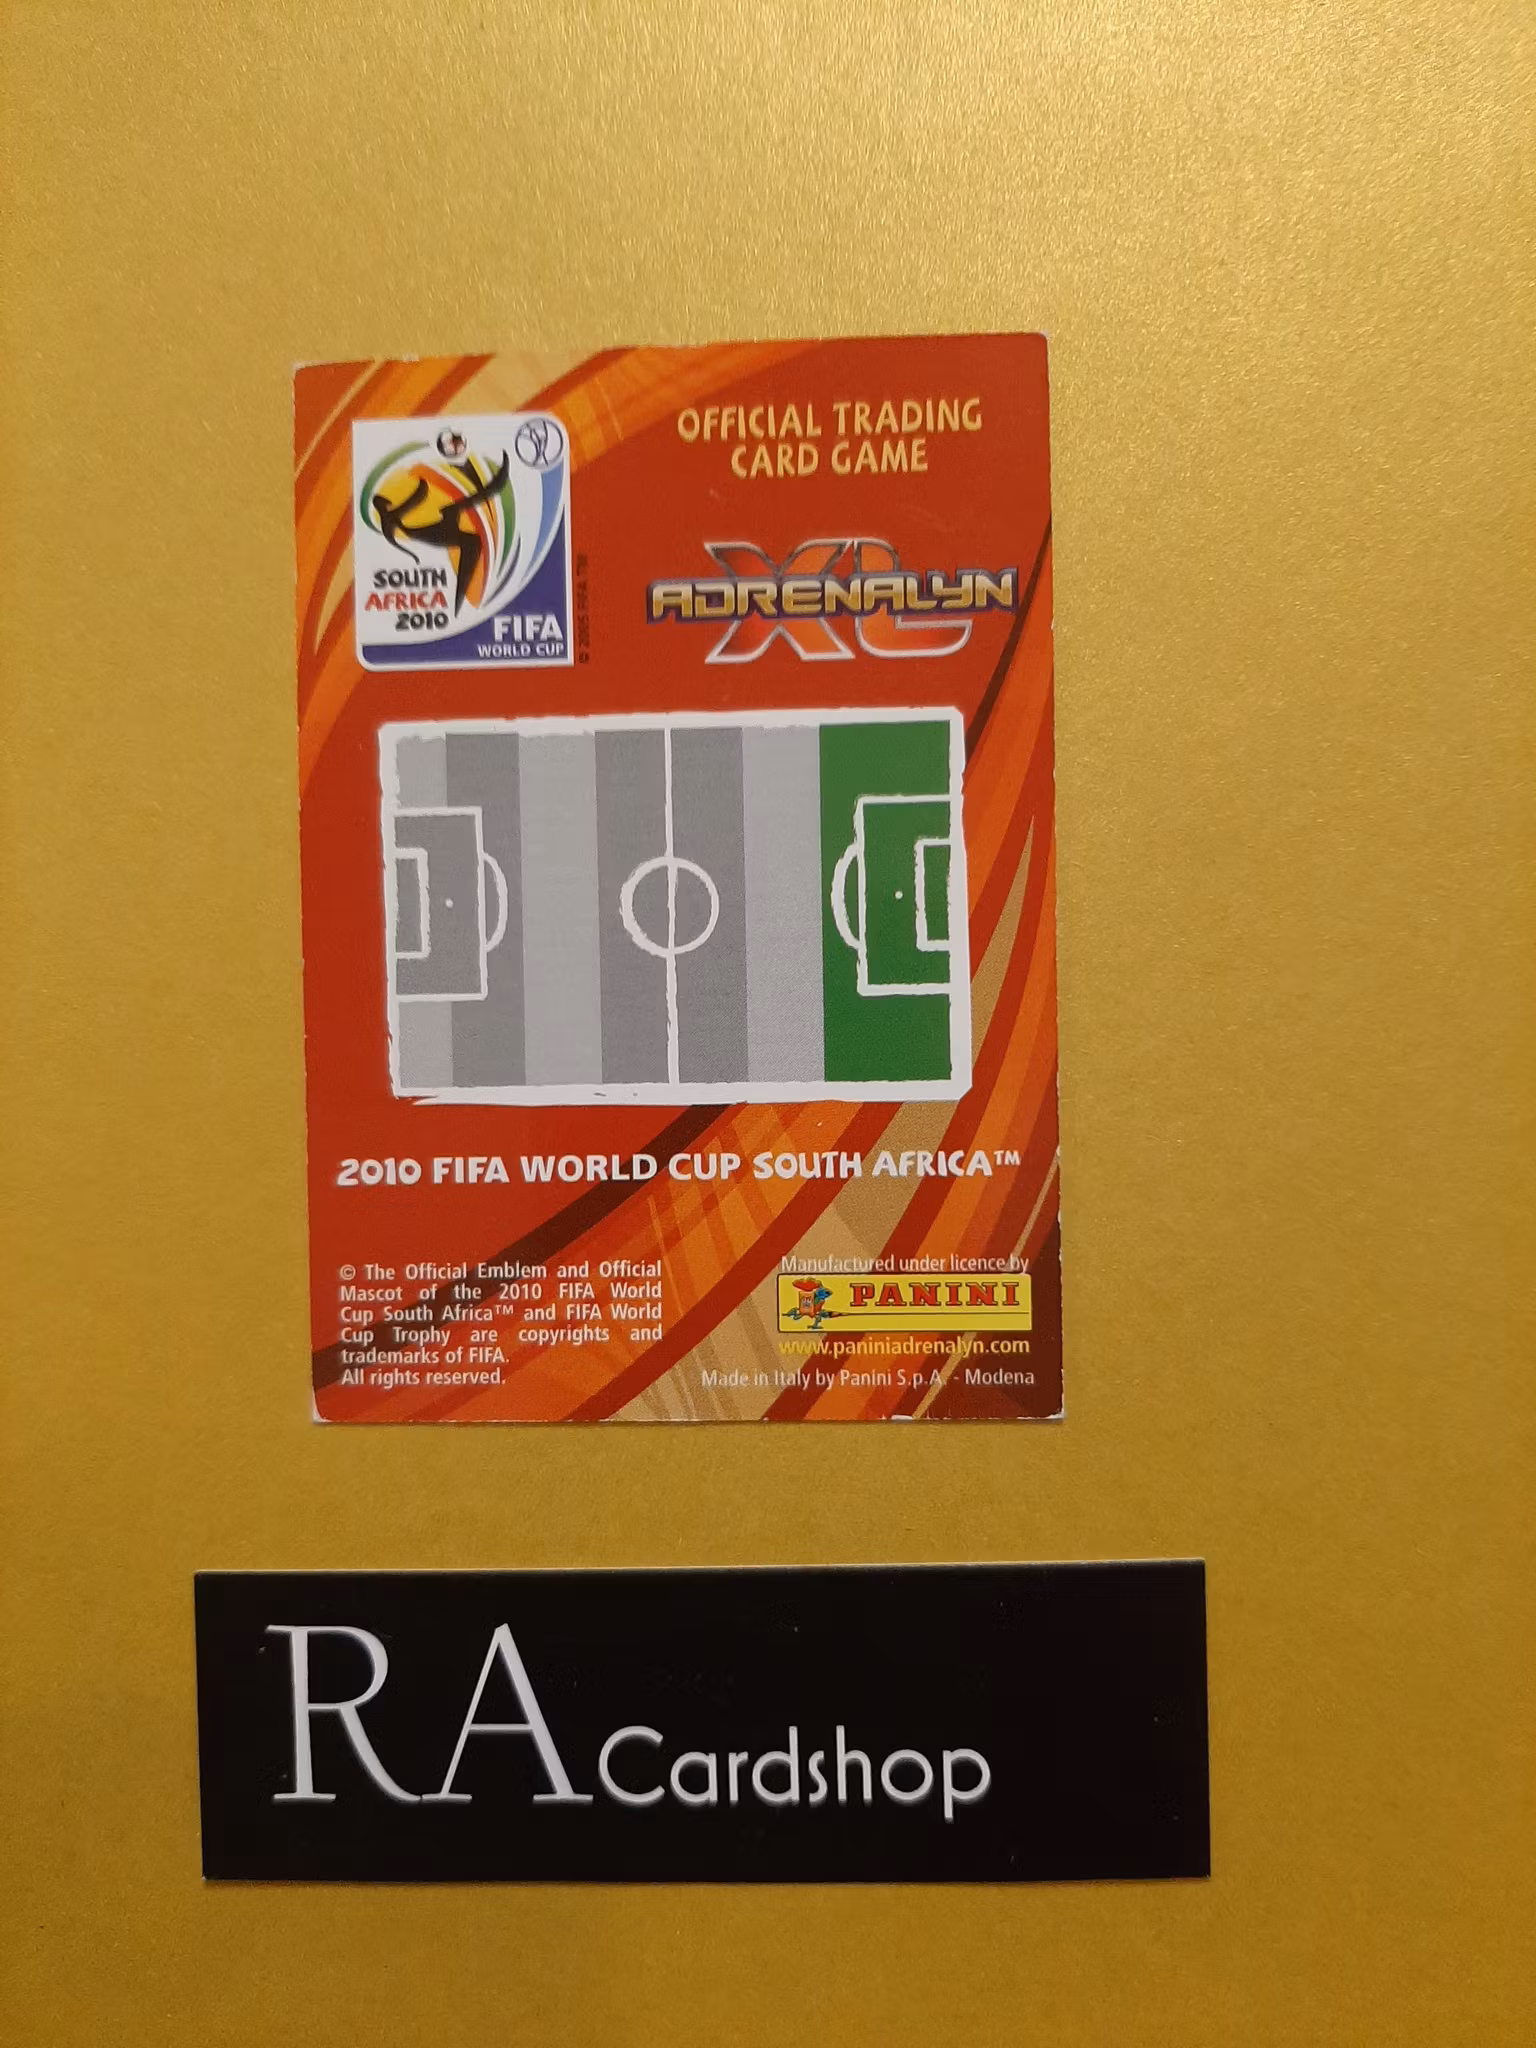 OFFICIAL TRADING
CARD GAME
ADRENALYN
XL
SOUTH
AFRICA
2010
FIFA
WORLD CUP
© 2005 FIFA TM
2010 FIFA WORLD CUP SOUTH AFRICA™
© The Official Emblem and Official
Mascot of the 2010 FIFA World
Cup South Africa™ and FIFA World
Cup Trophy are copyrights and
trademarks of FIFA.
All rights reserved.
Manufactured under licence by
PANINI
www.paniniadrenalyn.com
Made in Italy by Panini S.p.A. - Modena
RA Cardshop